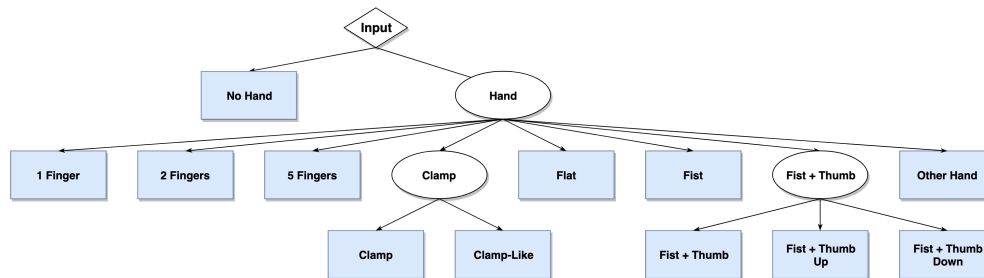 Input
No Hand
Hand
1 Finger
2 Fingers
5 Fingers
Clamp
Flat
Fist
Fist + Thumb
Other Hand
Clamp
Clamp-Like
Fist + Thumb
Fist + Thumb
Up
Fist + Thumb
Down